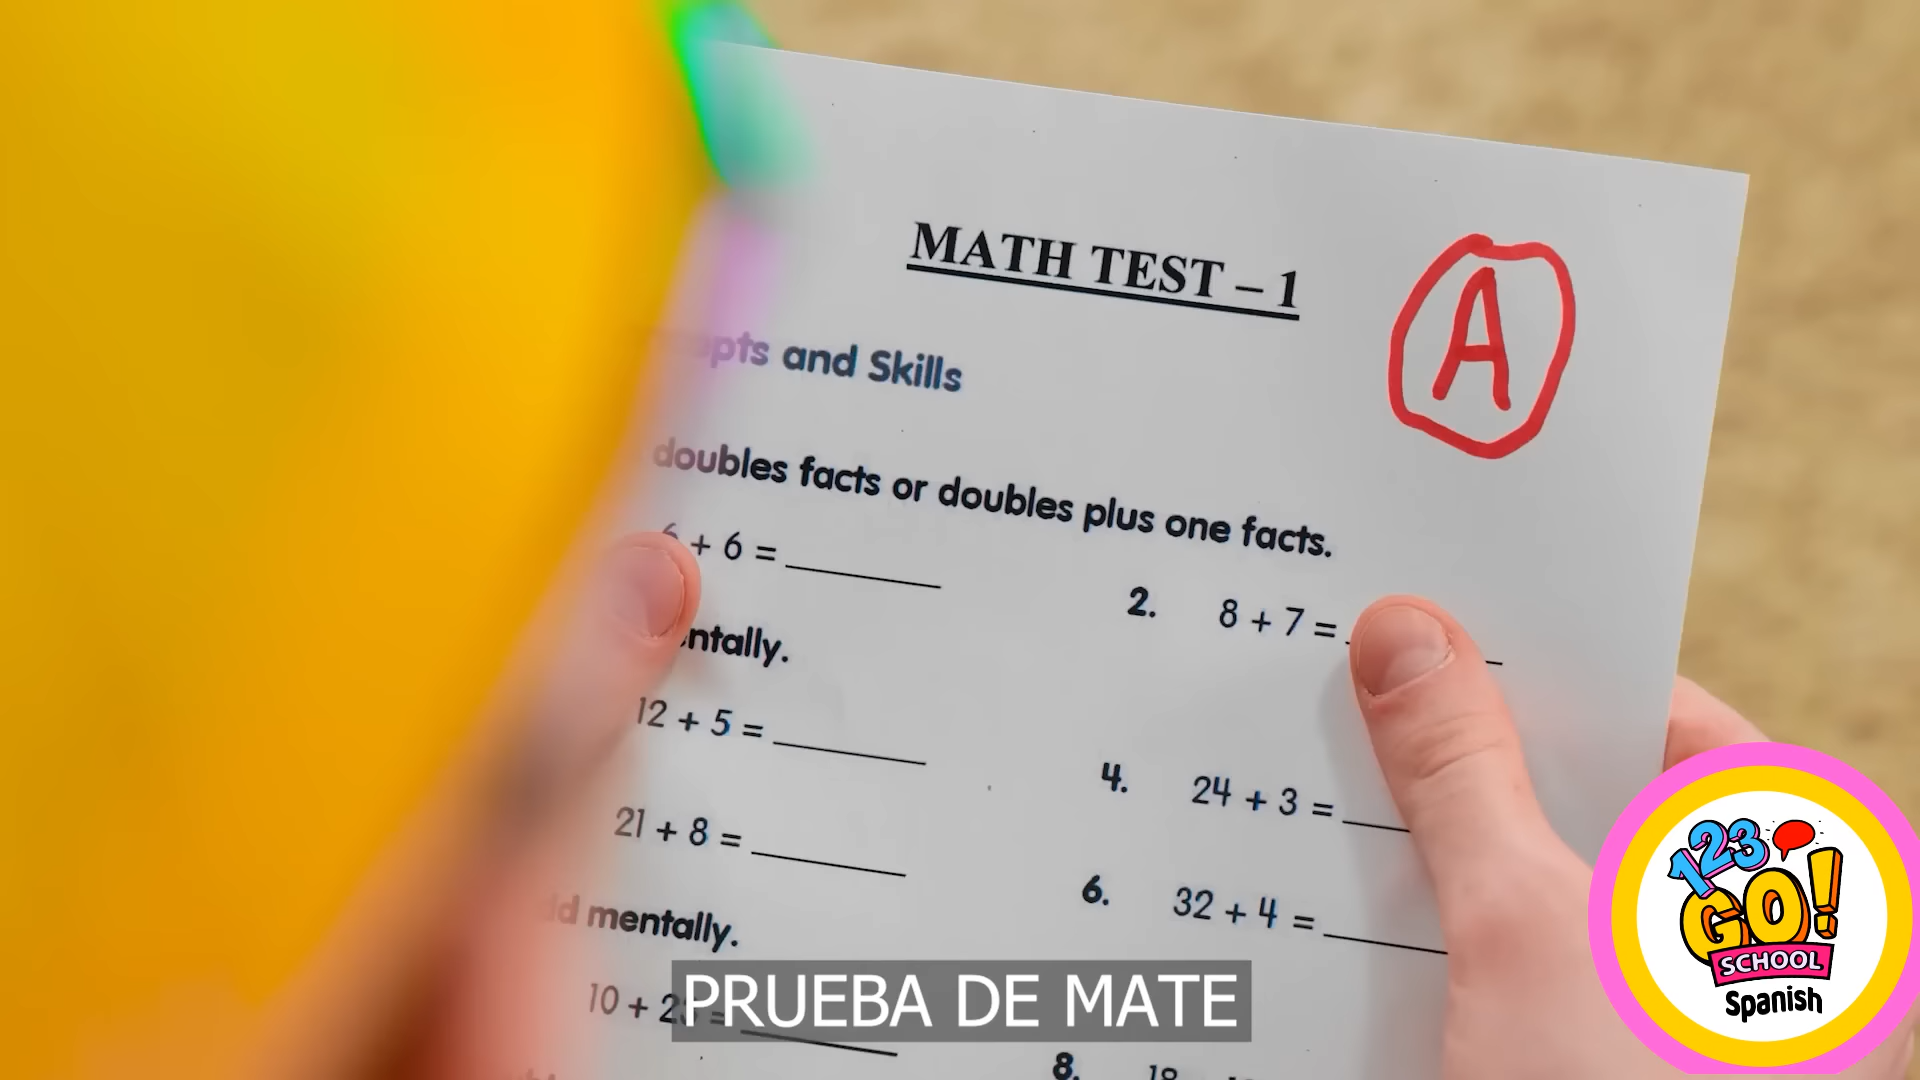 MATH TEST – 1
A
and Skills
doubles facts or doubles plus one facts.
6 + 6 =
2. 8 + 7 =
12 + 5 =
4. 24 + 3 =
21 + 8 =
6. 32 + 4 =
mentally.
10 +
8.
PRUEBA DE MATE
123
GO!
SCHOOL
Spanish